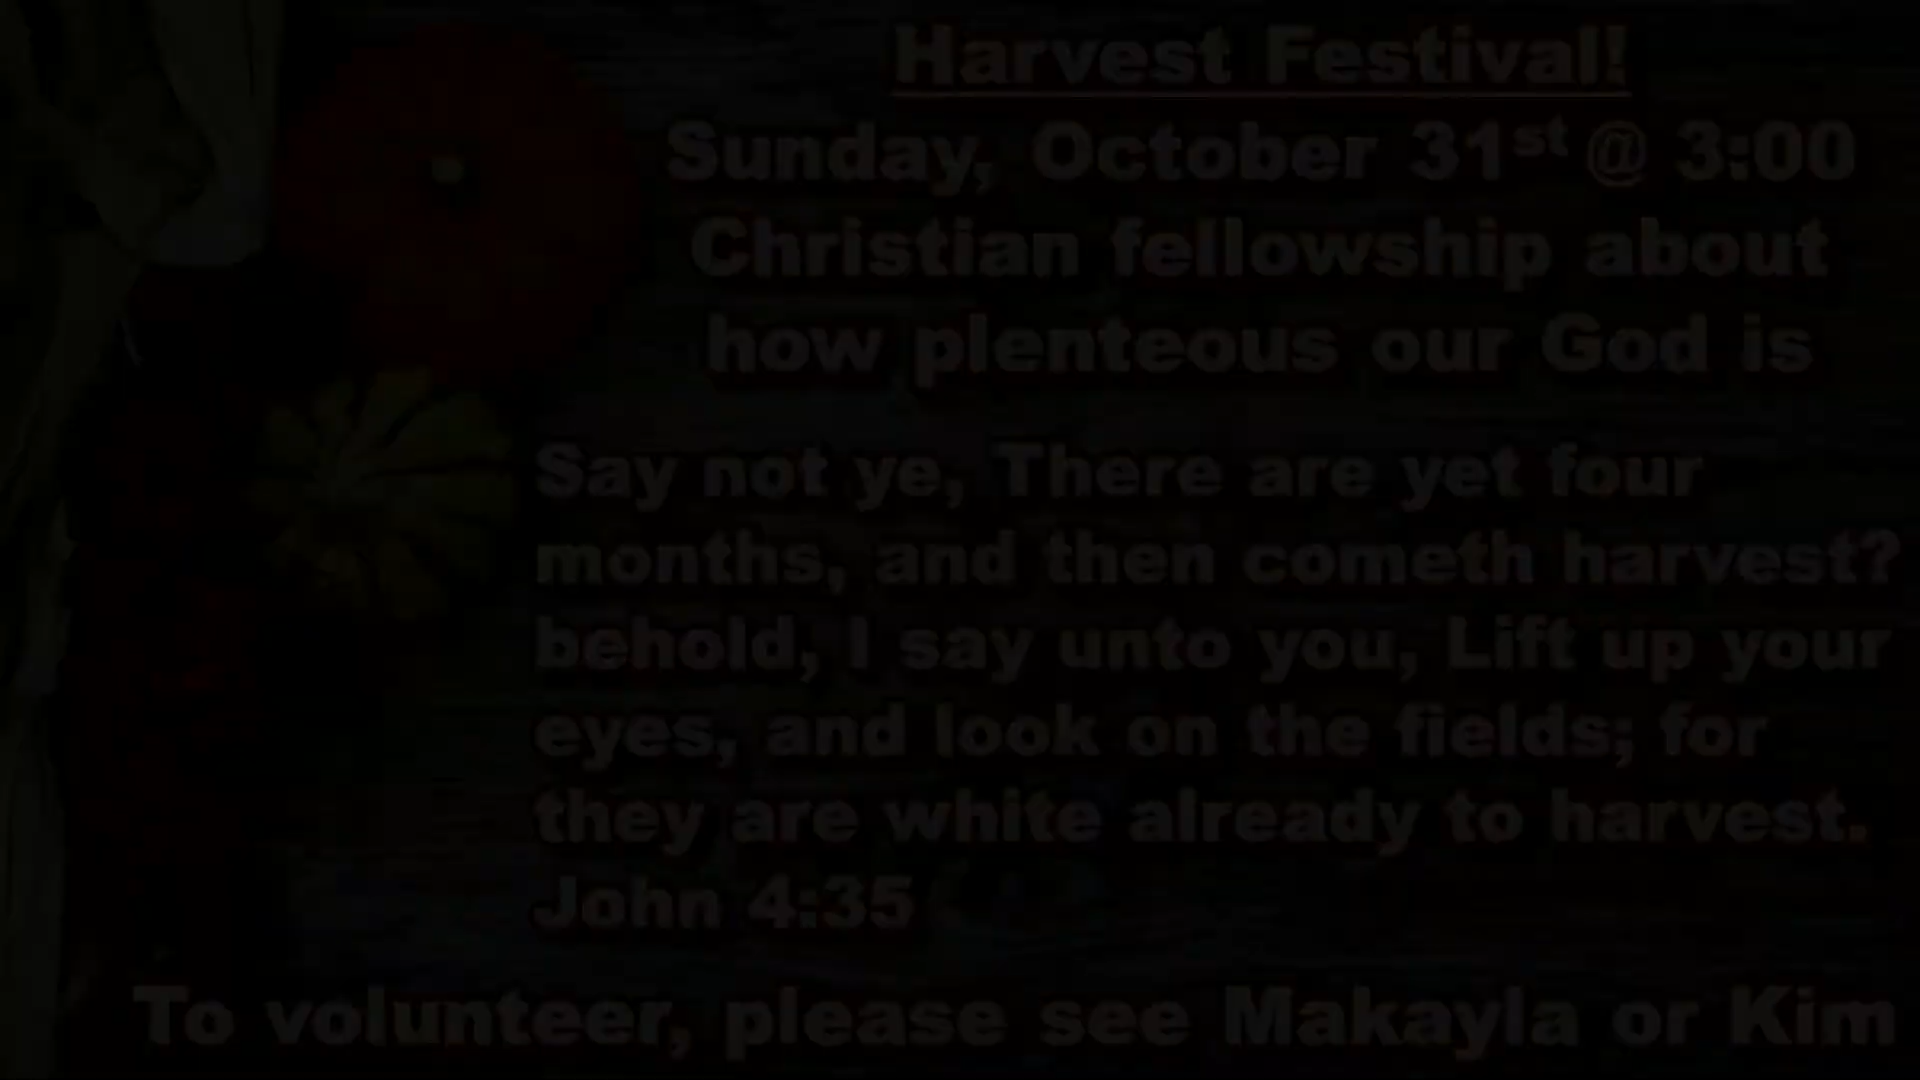 Harvest Festival!
Sunday, October 31st @ 3:00
Christian fellowship about
how plenteous our God is
Say not ye, There are yet four
months, and then cometh harvest?
behold, I say unto you, Lift up your
eyes, and look on the fields; for
they are white already to harvest.
John 4:35
To volunteer, please see Makayla or Kim